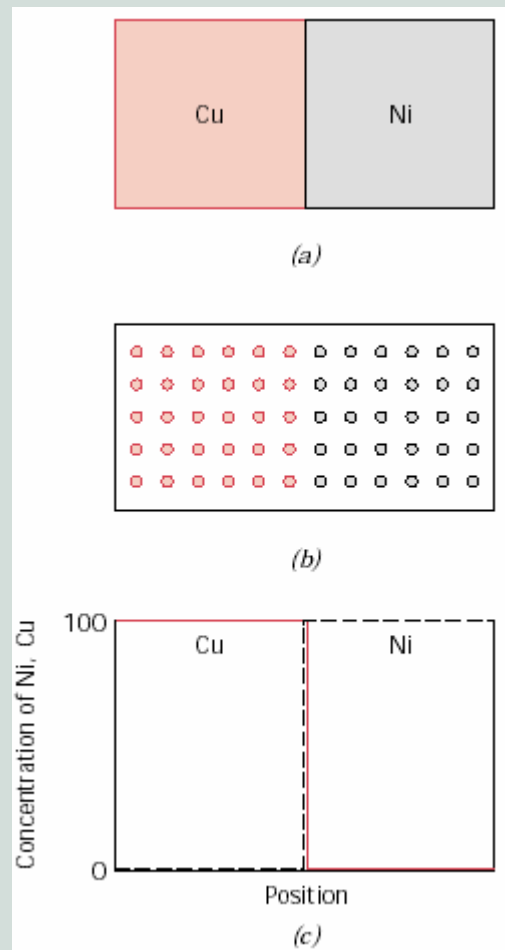 Cu Ni
(a)
(b)
Concentration of Ni, Cu
100
Cu Ni
0
Position
(c)